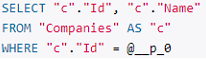 SELECT "c"."Id", "c"."Name"
FROM "Companies" AS "c"
WHERE "c"."Id" = @__p_0